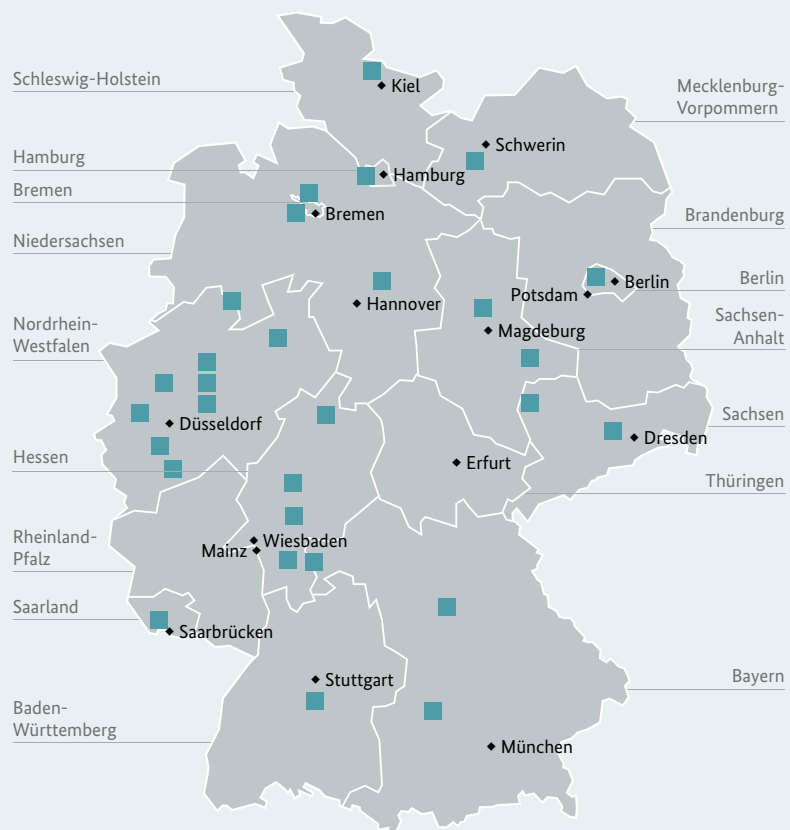 Schleswig-Holstein
Kiel
Mecklenburg-
Vorpommern
Schwerin
Hamburg
Hamburg
Bremen
Bremen
Brandenburg
Niedersachsen
Berlin
Berlin
Potsdam
Hannover
Sachsen-
Anhalt
Magdeburg
Nordrhein-
Westfalen
Düsseldorf
Sachsen
Dresden
Hessen
Erfurt
Thüringen
Rheinland-
Pfalz
Wiesbaden
Mainz
Saarland
Saarbrücken
Stuttgart
Bayern
Baden-
Württemberg
München